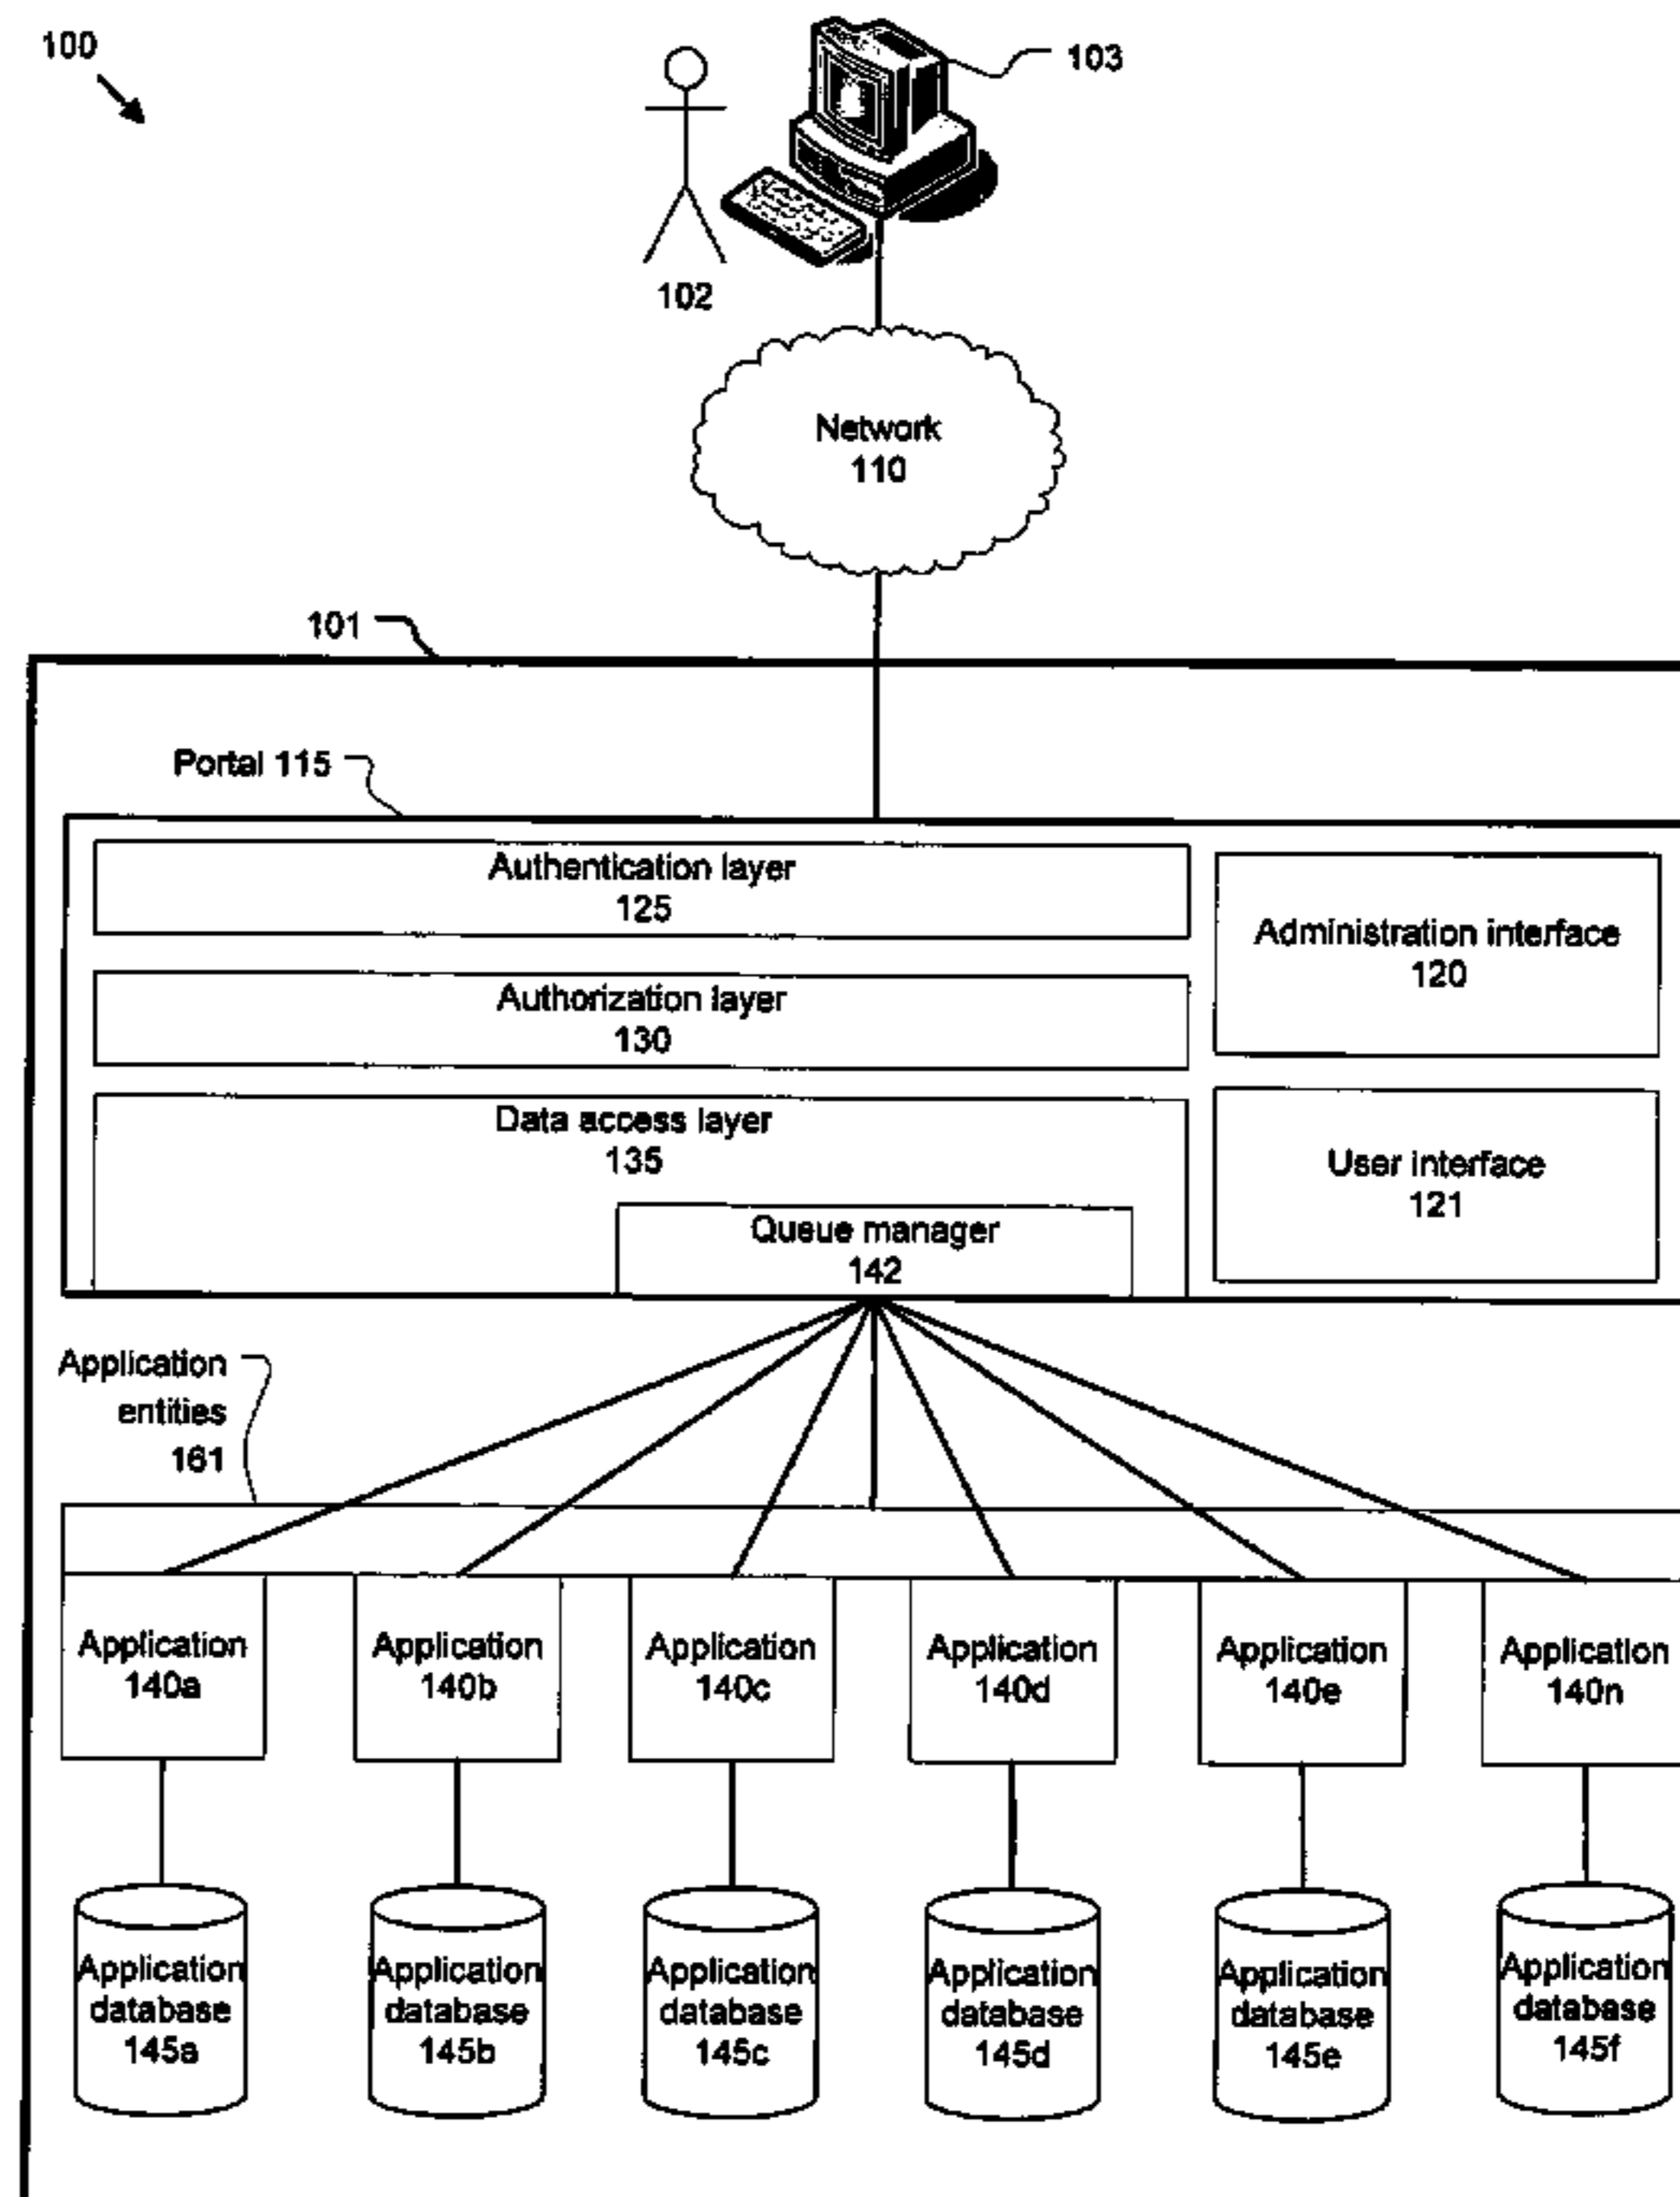 100
103
102
Network
110
101
Portal 115
Authentication layer
125
Administration interface
120
Authorization layer
130
Data access layer
135
User interface
121
Queue manager
142
Application
entities
161
Application
140a
Application
140b
Application
140c
Application
140d
Application
140e
Application
140n
Application
database
145a
Application
database
145b
Application
database
145c
Application
database
145d
Application
database
145e
Application
database
145f